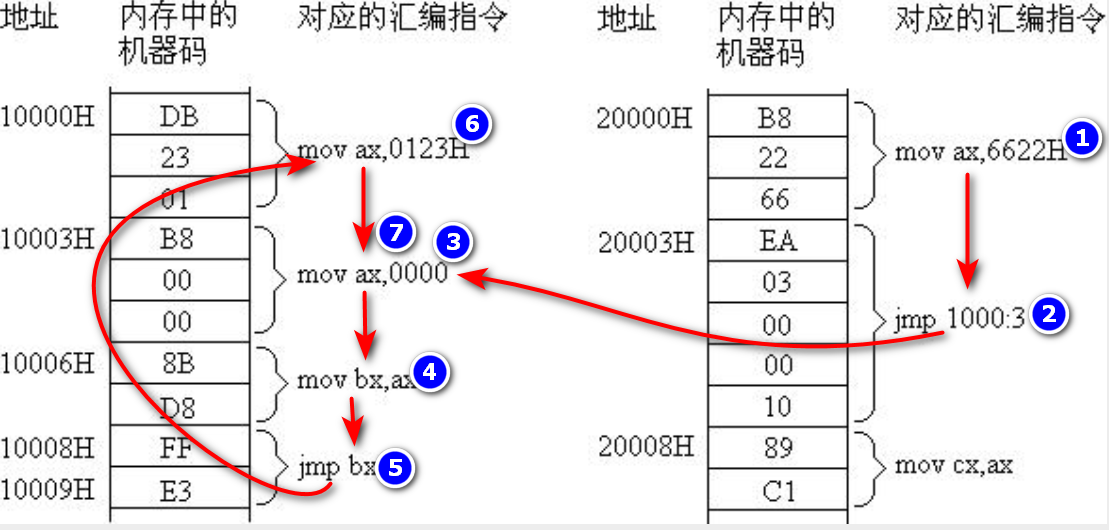 地址 内存中的 对应的汇编指令 地址 内存中的 对应的汇编指令
机器码 机器码
10000H DB 20000H B8
mov ax,0123H 6 mov ax,6622H 1
23 22
01 66
10003H B8 20003H EA
7 3
mov ax,0000
00 03
00 00 jmp 1000:3 2
10006H 8B 00
mov bx,ax 4
D8 10
10008H FF 20008H 89
jmp bx 5 mov cx,ax
10009H E3 C1